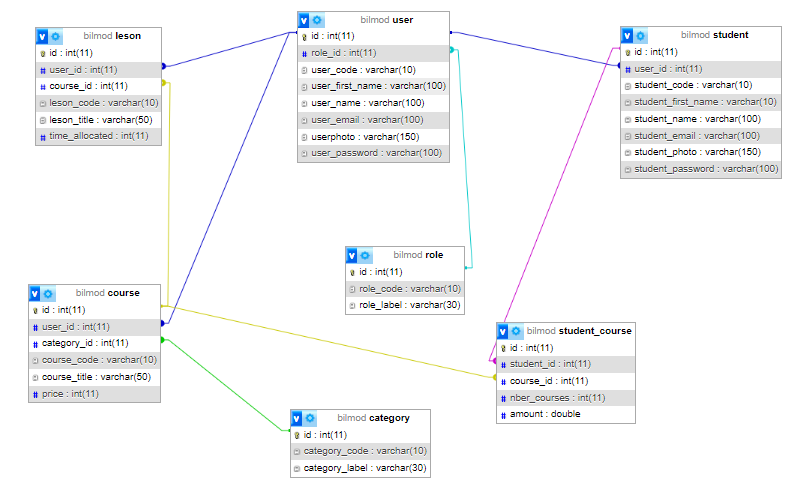 bilmod leson
id : int(11)
user_id : int(11)
course_id : int(11)
leson_code : varchar(10)
leson_title : varchar(50)
time_allocated : int(11)
bilmod user
id : int(11)
role_id : int(11)
user_code : varchar(10)
user_first_name : varchar(100)
user_name : varchar(100)
user_email : varchar(100)
userphoto : varchar(150)
user_password : varchar(100)
bilmod student
id : int(11)
user_id : int(11)
student_code : varchar(10)
student_first_name : varchar(10)
student_name : varchar(100)
student_email : varchar(100)
student_photo : varchar(150)
student_password : varchar(100)
bilmod role
id : int(11)
role_code : varchar(10)
role_label : varchar(30)
bilmod course
id : int(11)
user_id : int(11)
category_id : int(11)
course_code : varchar(10)
course_title : varchar(50)
price : int(11)
bilmod student_course
id : int(11)
student_id : int(11)
course_id : int(11)
nber_courses : int(11)
amount : double
bilmod category
id : int(11)
category_code : varchar(10)
category_label : varchar(30)